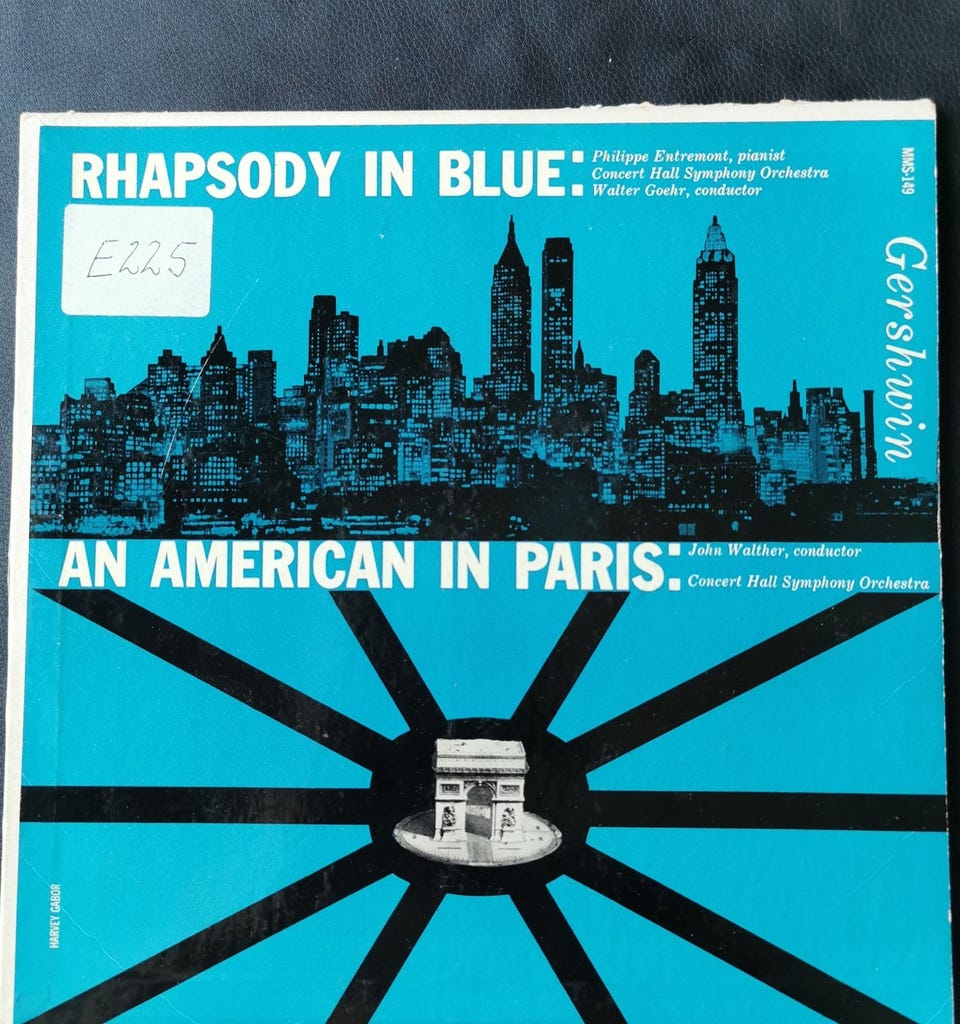 RHAPSODY IN BLUE:
Philippe Entremont, pianist
Concert Hall Symphony Orchestra
Walter Goehr, conductor
MMS-149
E225
Gershwin
AN AMERICAN IN PARIS:
John Walther, conductor
Concert Hall Symphony Orchestra
HARVEY GABOR